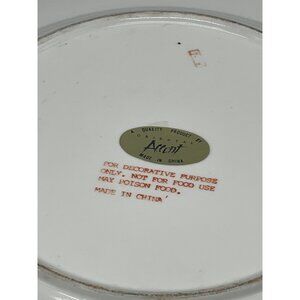 A QUALITY PRODUCT BY
ORIENTAL
Accent
MADE IN CHINA
FOR DECORATIVE PURPOSE
ONLY. NOT FOR FOOD USE
MAY POISON FOOD.
MADE IN CHINA